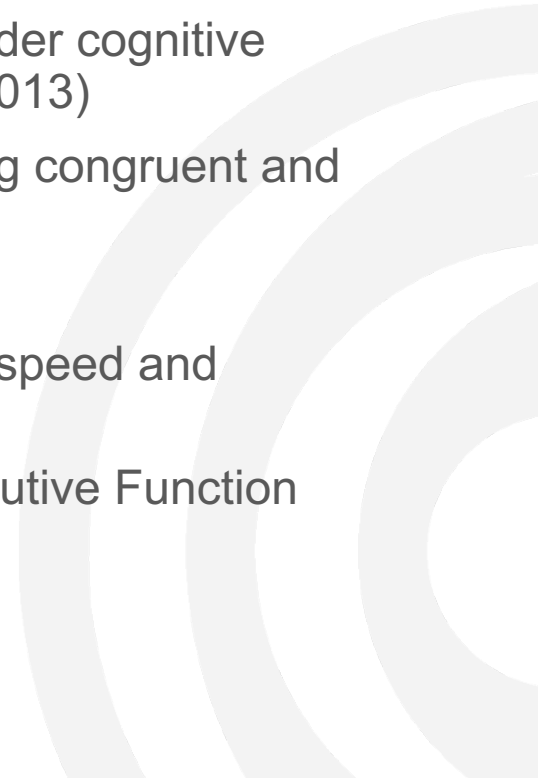 der cognitive
013)
g congruent and
speed and
utive Function